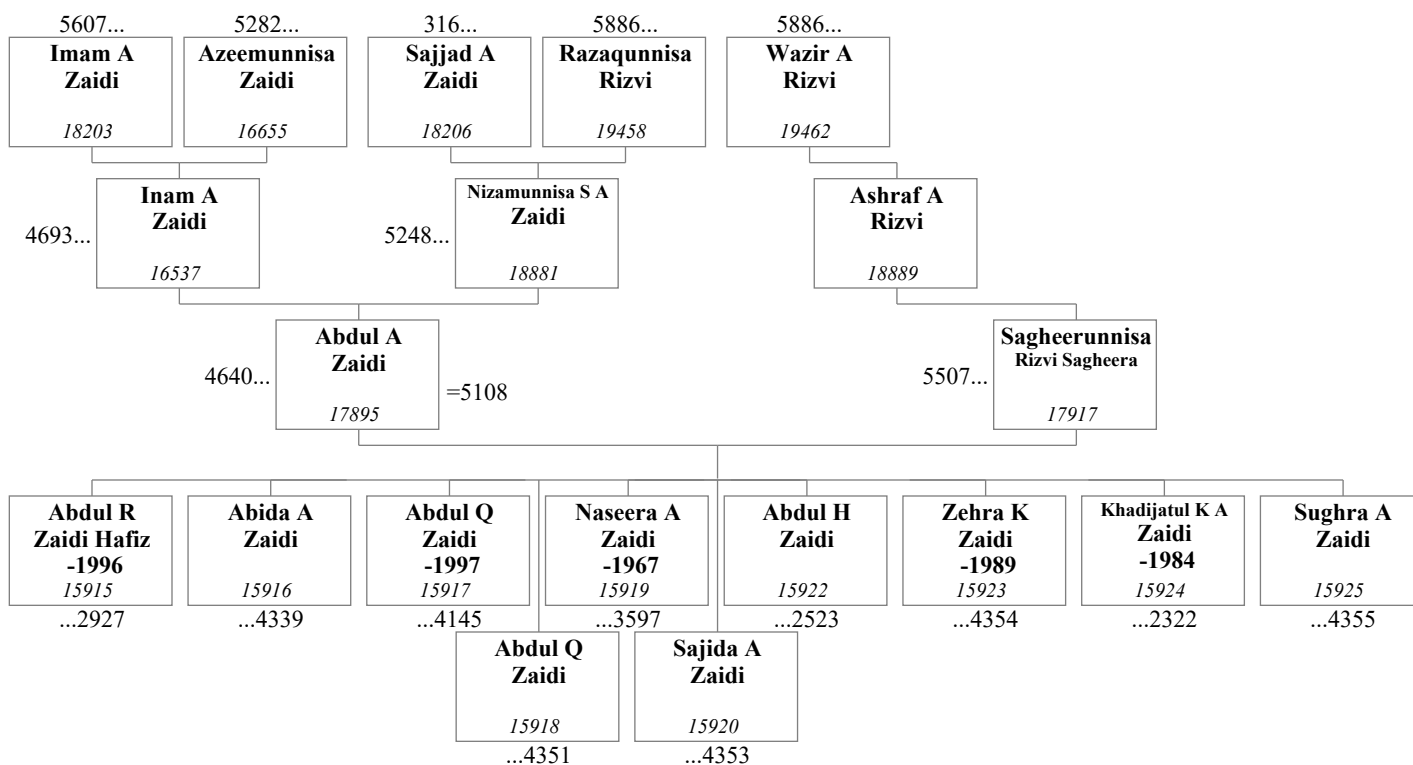 5607...
5282...
316...
5886...
5886...
Imam A
Zaidi
18203
Azeemunnisa
Zaidi
16655
Sajjad A
Zaidi
18206
Razaqunnisa
Rizvi
19458
Wazir A
Rizvi
19462
4693...
Inam A
Zaidi
16537
5248...
Nizamunnisa S A
Zaidi
18881
Ashraf A
Rizvi
18889
4640...
Abdul A
Zaidi
17895
=5108
5507...
Sagheerunnisa
Rizvi Sagheera
17917
Abdul R
Zaidi Hafiz
-1996
15915
...2927
Abida A
Zaidi
15916
...4339
Abdul Q
Zaidi
-1997
15917
...4145
Naseera A
Zaidi
-1967
15919
...3597
Abdul H
Zaidi
15922
...2523
Zehra K
Zaidi
-1989
15923
...4354
Khadijatul K A
Zaidi
-1984
15924
...2322
Sughra A
Zaidi
15925
...4355
Abdul Q
Zaidi
15918
...4351
Sajida A
Zaidi
15920
...4353